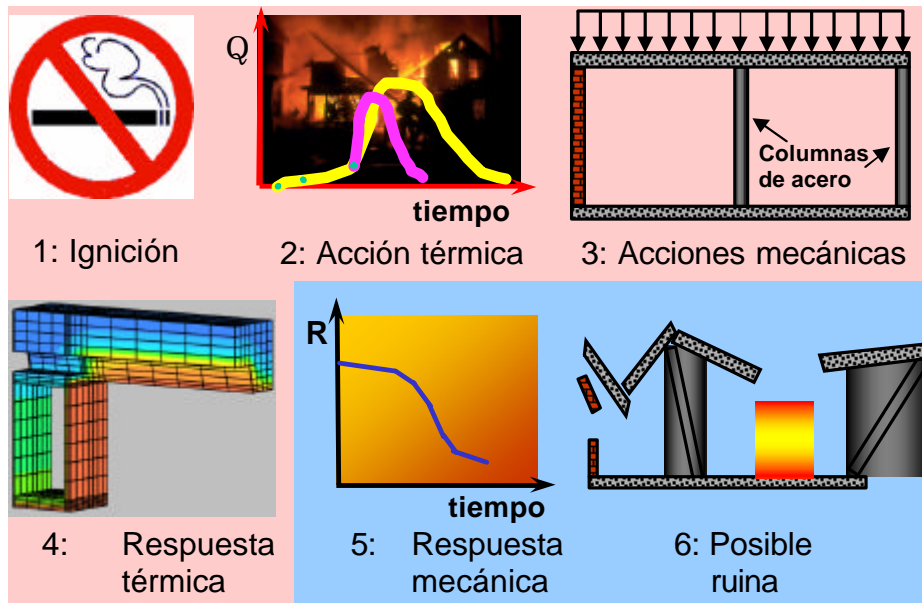 Q
tiempo
Columnas
de acero
1: Ignición
2: Acción térmica
3: Acciones mecánicas
R
tiempo
4: Respuesta
térmica
5: Respuesta
mecánica
6: Posible
ruina